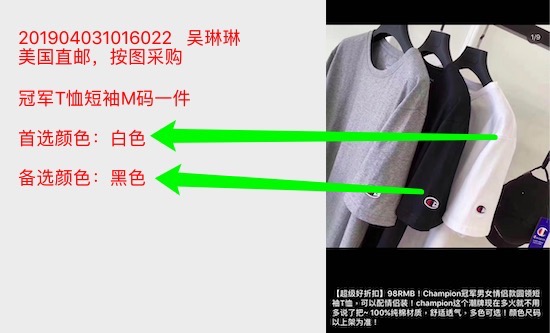 201904031016022 吴琳琳
美国直邮，按图采购
冠军T恤短袖M码一件
首选颜色：白色
备选颜色：黑色
1/9
【超级好折扣】98RMB！Champion冠军男女情侣款圆领短
袖T恤，可以配情侣装！champion这个潮牌现在多火就不用
多说了把~ 100%纯棉材质，舒适透气，多色可选！颜色尺码
以上架为准！